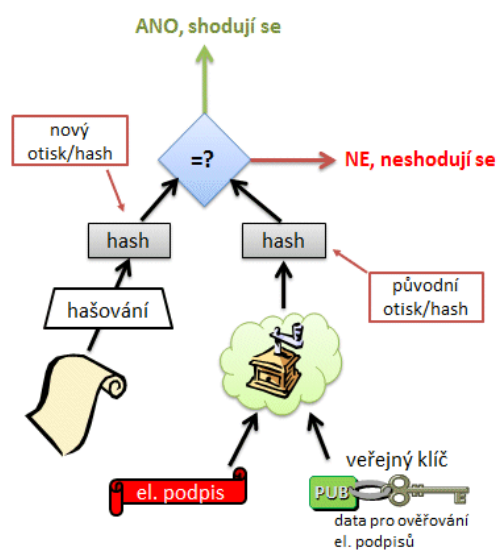 ANO, shodují se
nový
otisk/hash
=?
NE, neshodují se
hash
hash
hašování
původní
otisk/hash
veřejný klíč
el. podpis
PUB
data pro ověřování
el. podpisů